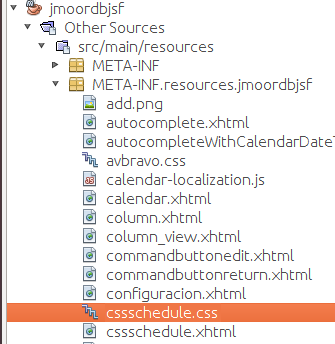 jmoordbjsf
Other Sources
src/main/resources
META-INF
META-INF.resources.jmoordbjsf
add.png
autocomplete.xhtml
autocompleteWithCalendarDateT
avbravo.css
calendar-localization.js
calendar.xhtml
column.xhtml
column_view.xhtml
commandbuttonedit.xhtml
commandbuttonreturn.xhtml
configuracion.xhtml
cssschedule.css
cssschedule.xhtml